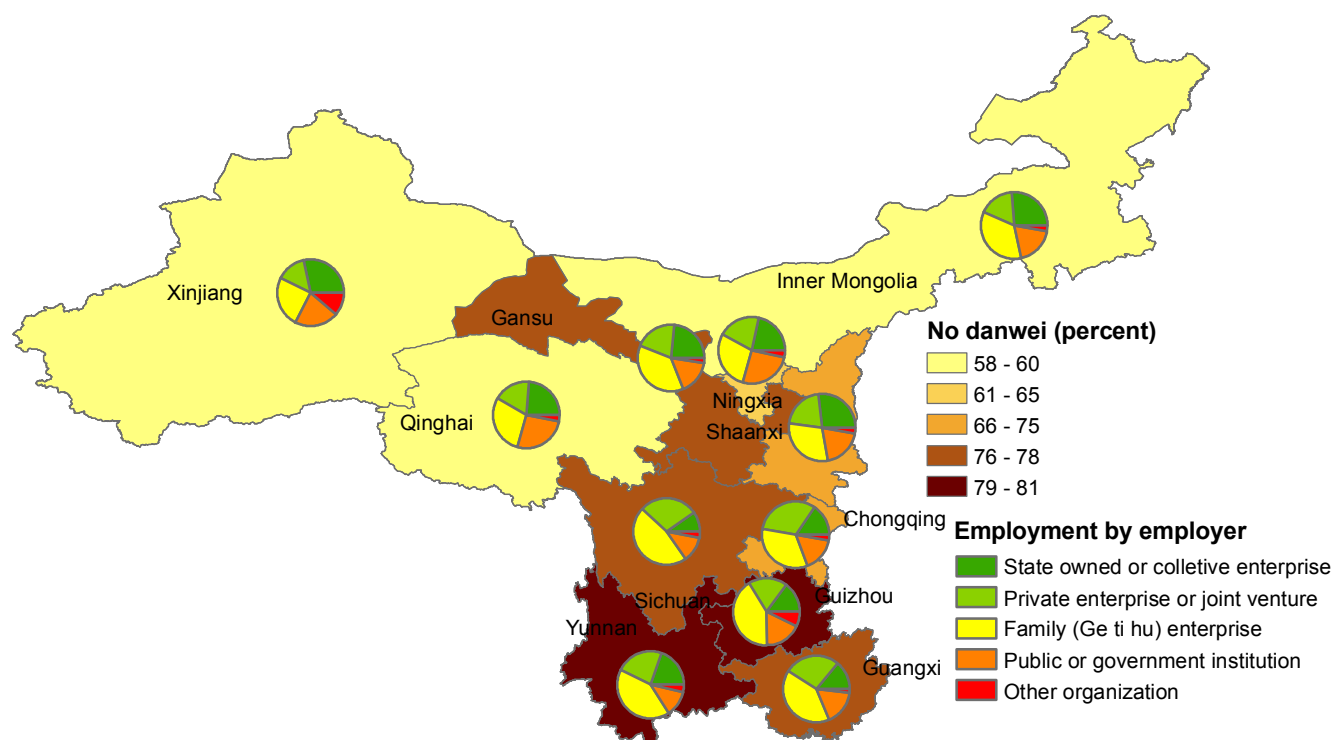 Xinjiang
Gansu
Inner Mongolia
Qinghai
Ningxia
Shaanxi
Chongqing
Sichuan
Guizhou
Yunnan
Guangxi
No danwei (percent)
58 - 60
61 - 65
66 - 75
76 - 78
79 - 81
Employment by employer
State owned or colletive enterprise
Private enterprise or joint venture
Family (Ge ti hu) enterprise
Public or government institution
Other organization